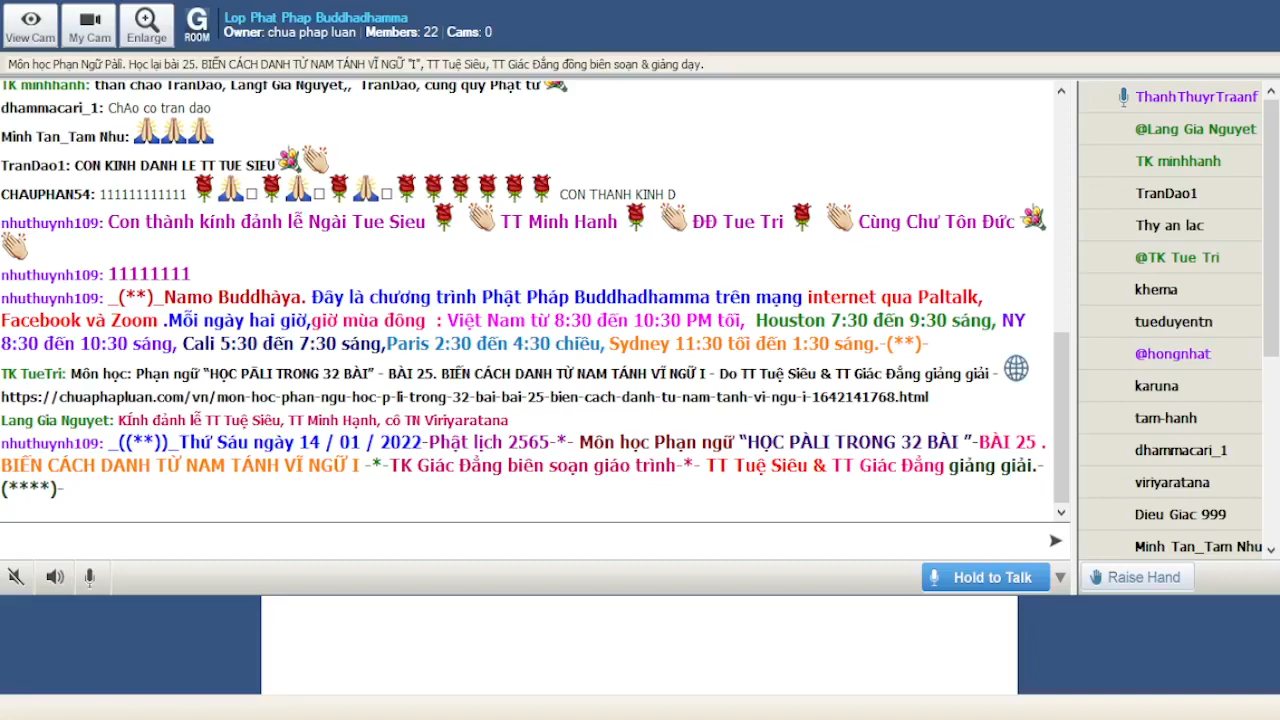 View Cam
My Cam
Enlarge
G
ROOM
Lop Phat Phap Buddhadhamma
Owner: chua phap luan | Members: 22 | Cams: 0
Môn học Phạn Ngữ Pàli. Học lại bài 25. BIẾN CÁCH DANH TỪ NAM TÁNH VĨ NGỮ "I", TT Tuệ Siêu, TT Giác Đẳng đồng biên soạn & giảng dạy.
TK minhhanh: than chao TranDao, Langf Gia Nguyet,, TranDao, cung quy Phật tử
dhammacari_1: ChAo co tran dao
Minh Tan_Tam Nhu:
TranDao1: CON KINH DANH LE TT TUE SIEU
CHAUPHAN54: 111111111111 CON THANH KINH D
nhuthuynh109: Con thành kính đảnh lễ Ngài Tue Sieu TT Minh Hanh ĐĐ Tue Tri Cùng Chư Tôn Đức
nhuthuynh109: 11111111
nhuthuynh109: _(**)_Namo Buddhàya. Đây là chương trình Phật Pháp Buddhadhamma trên mạng internet qua Paltalk,
Facebook và Zoom .Mỗi ngày hai giờ,giờ mùa đông : Việt Nam từ 8:30 đến 10:30 PM tối, Houston 7:30 đến 9:30 sáng, NY
8:30 đến 10:30 sáng, Cali 5:30 đến 7:30 sáng,Paris 2:30 đến 4:30 chiều, Sydney 11:30 tối đến 1:30 sáng.-(**)-
TK TueTri: Môn học: Phạn ngữ “HỌC PĀLI TRONG 32 BÀI” - BÀI 25. BIẾN CÁCH DANH TỪ NAM TÁNH VĨ NGỮ I - Do TT Tuệ Siêu & TT Giác Đẳng giảng giải -
https://chuaphapluan.com/vn/mon-hoc-phan-ngu-hoc-p-li-trong-32-bai-bai-25-bien-cach-danh-tu-nam-tanh-vi-ngu-i-1642141768.html
Lang Gia Nguyet: KÍnh đảnh lễ TT Tuệ Siêu, TT Minh Hạnh, cô TN Viriyaratana
nhuthuynh109: _((**))_Thứ Sáu ngày 14 / 01 / 2022-Phật lịch 2565-*- Môn học Phạn ngữ “HỌC PÀLI TRONG 32 BÀI ”-BÀI 25 .
BIẾN CÁCH DANH TỪ NAM TÁNH VĨ NGỮ I -*-TK Giác Đẳng biên soạn giáo trình-*- TT Tuệ Siêu & TT Giác Đẳng giảng giải.-
(****)-
Hold to Talk
ThanhThuyrTraanf
@Lang Gia Nguyet
TK minhhanh
TranDao1
Thy an lac
@TK Tue Tri
khema
tueduyentn
@hongnhat
karuna
tam-hanh
dhammacari_1
viriyaratana
Dieu Giac 999
Minh Tan_Tam Nhu
Raise Hand